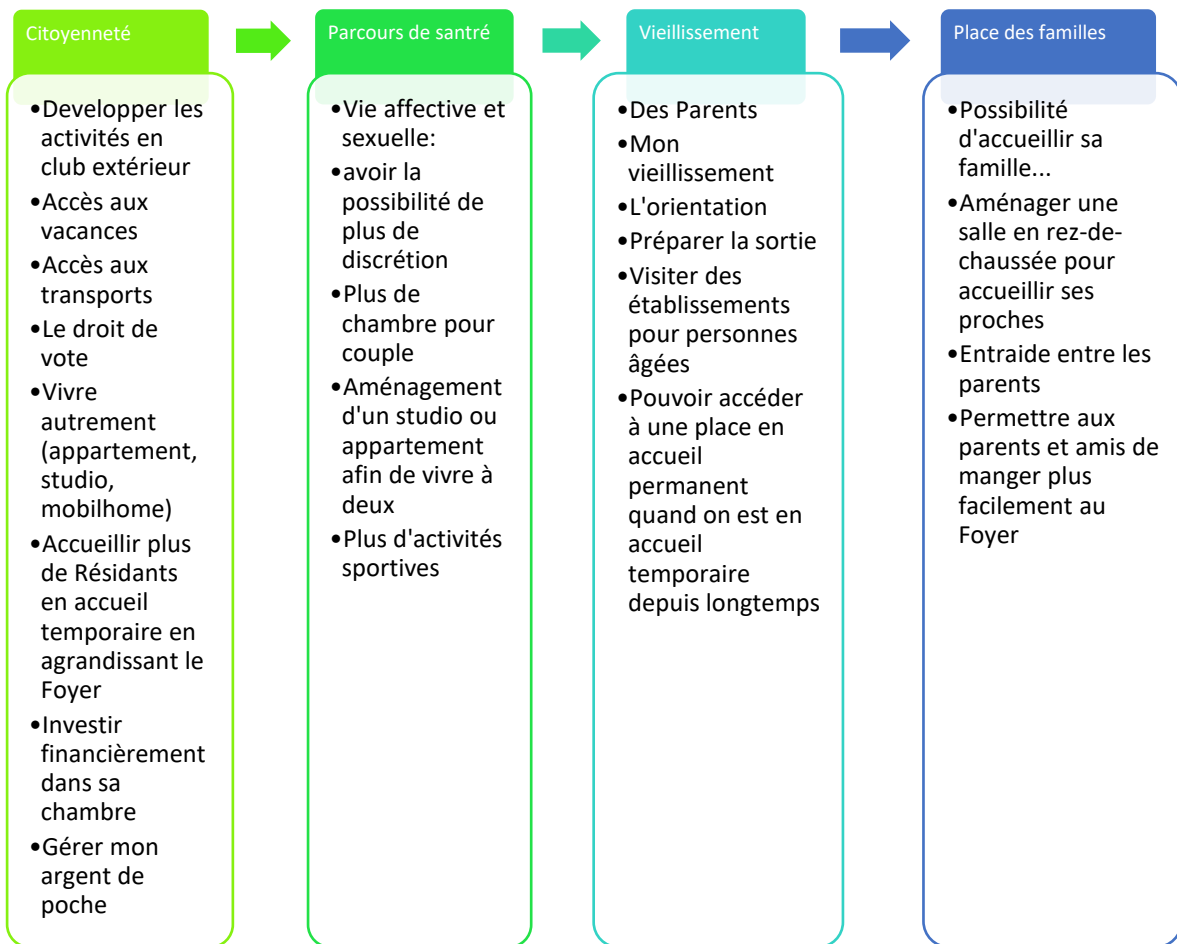 Citoyenneté
•Developper les
activités en
club extérieur
•Accès aux
vacances
•Accès aux
transports
•Le droit de
vote
•Vivre
autrement
(appartement,
studio,
mobilhome)
•Accueillir plus
de Résidants
en accueil
temporaire en
agrandissant le
Foyer
•Investir
financièrement
dans sa
chambre
•Gérer mon
argent de
poche
Parcours de santré
•Vie affective et
sexuelle:
•avoir la
possibilité de
plus de
discrétion
•Plus de
chambre pour
couple
•Aménagement
d'un studio ou
appartement
afin de vivre à
deux
•Plus d'activités
sportives
Vieillissement
•Des Parents
•Mon
vieillissement
•L'orientation
•Préparer la sortie
•Visiter des
établissements
pour personnes
âgées
•Pouvoir accéder
à une place en
accueil
permanent
quand on est en
accueil
temporaire
depuis longtemps
Place des familles
•Possibilité
d'accueillir sa
famille...
•Aménager une
salle en rez-de-
chaussée pour
accueillir ses
proches
•Entraide entre les
parents
•Permettre aux
parents et amis de
manger plus
facilement au
Foyer